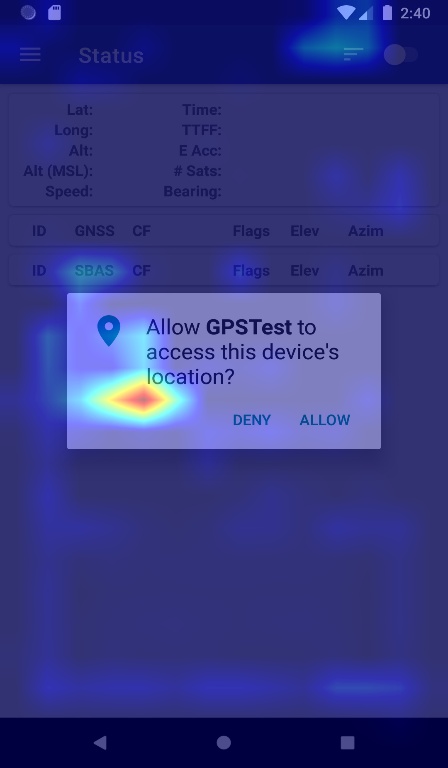 2:40
Status
Lat: Time:
Long: TTFF:
Alt: E Acc:
Alt (MSL): # Sats:
Speed: Bearing:
ID GNSS CF Flags Elev Azim
ID SBAS CF Flags Elev Azim
Allow GPSTest to
access this device's
location?
DENY ALLOW